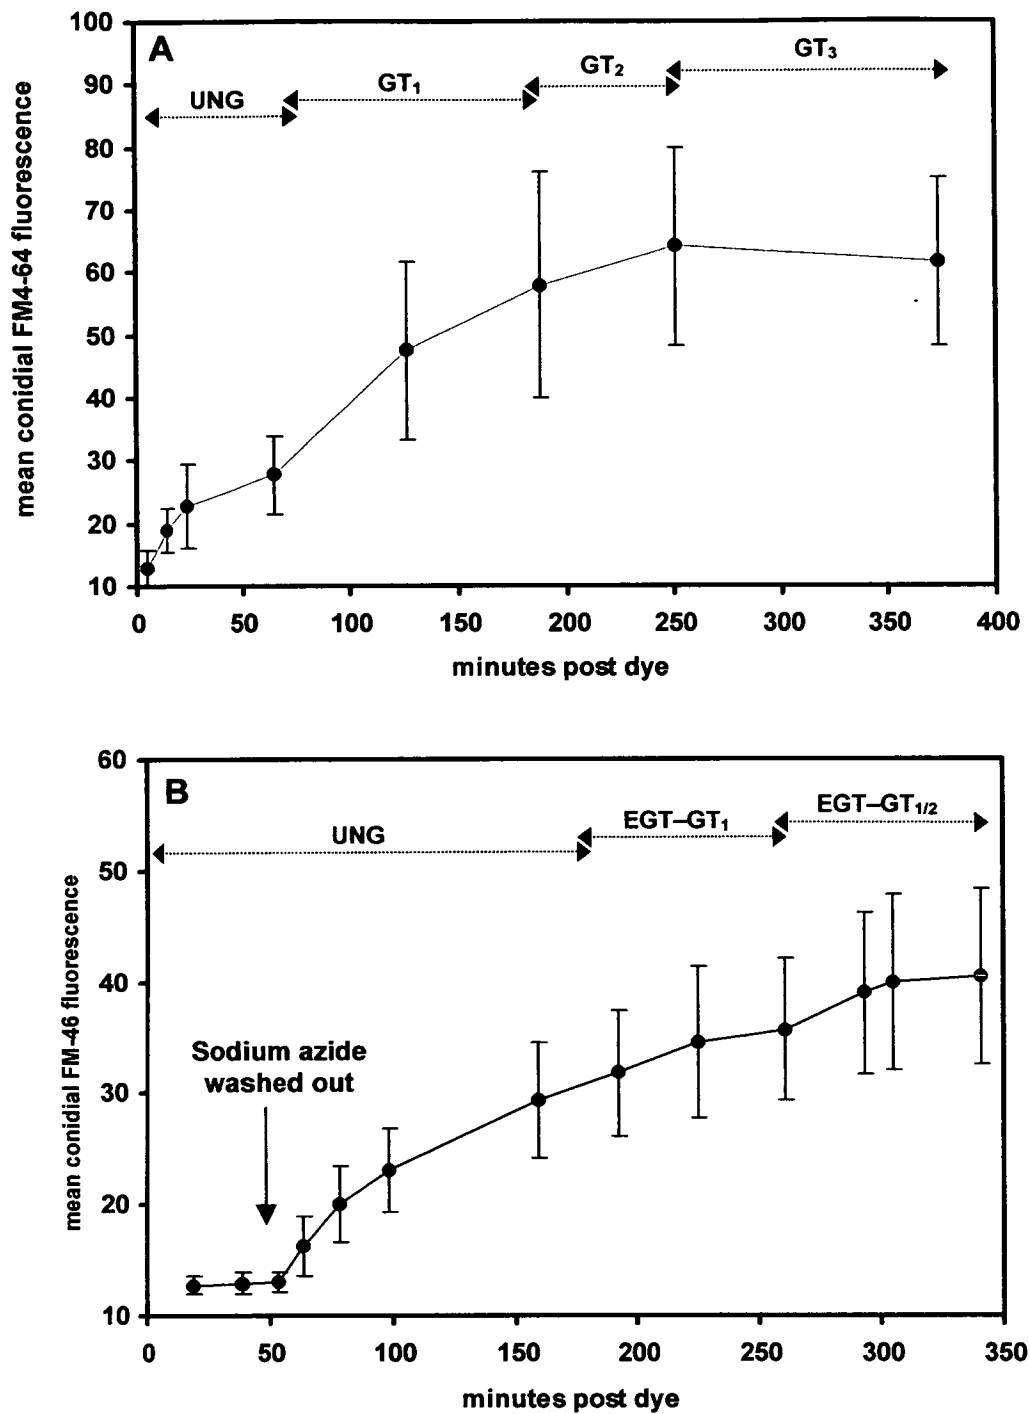 100
A
GT3
90
GT2
GT1
UNG
80
70
60
50
40
30
20
10
mean conidial FM4-64 fluorescence
0 50 100 150 200 250 300 350 400
minutes post dye
60
B
EGT–GT1/2
EGT–GT1
UNG
50
40
Sodium azide
washed out
30
20
10
mean conidial FM-46 fluorescence
0 50 100 150 200 250 300 350
minutes post dye